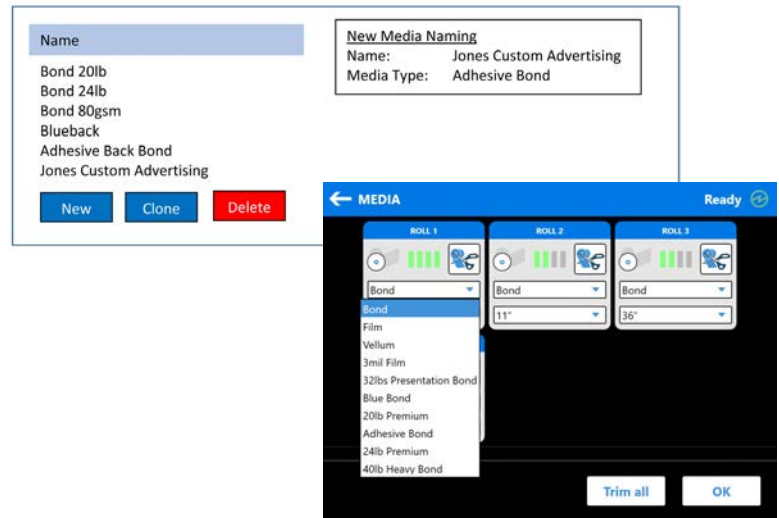 Name
Bond 20lb
Bond 24lb
Bond 80gsm
Blueback
Adhesive Back Bond
Jones Custom Advertising
New Clone Delete
New Media Naming
Name: Jones Custom Advertising
Media Type: Adhesive Bond
MEDIA Ready
ROLL 1 ROLL 2 ROLL 3
Bond Bond Bond
11" 36"
Bond
Film
Vellum
3mil Film
32lbs Presentation Bond
Blue Bond
20lb Premium
Adhesive Bond
24lb Premium
40lb Heavy Bond
Trim all OK